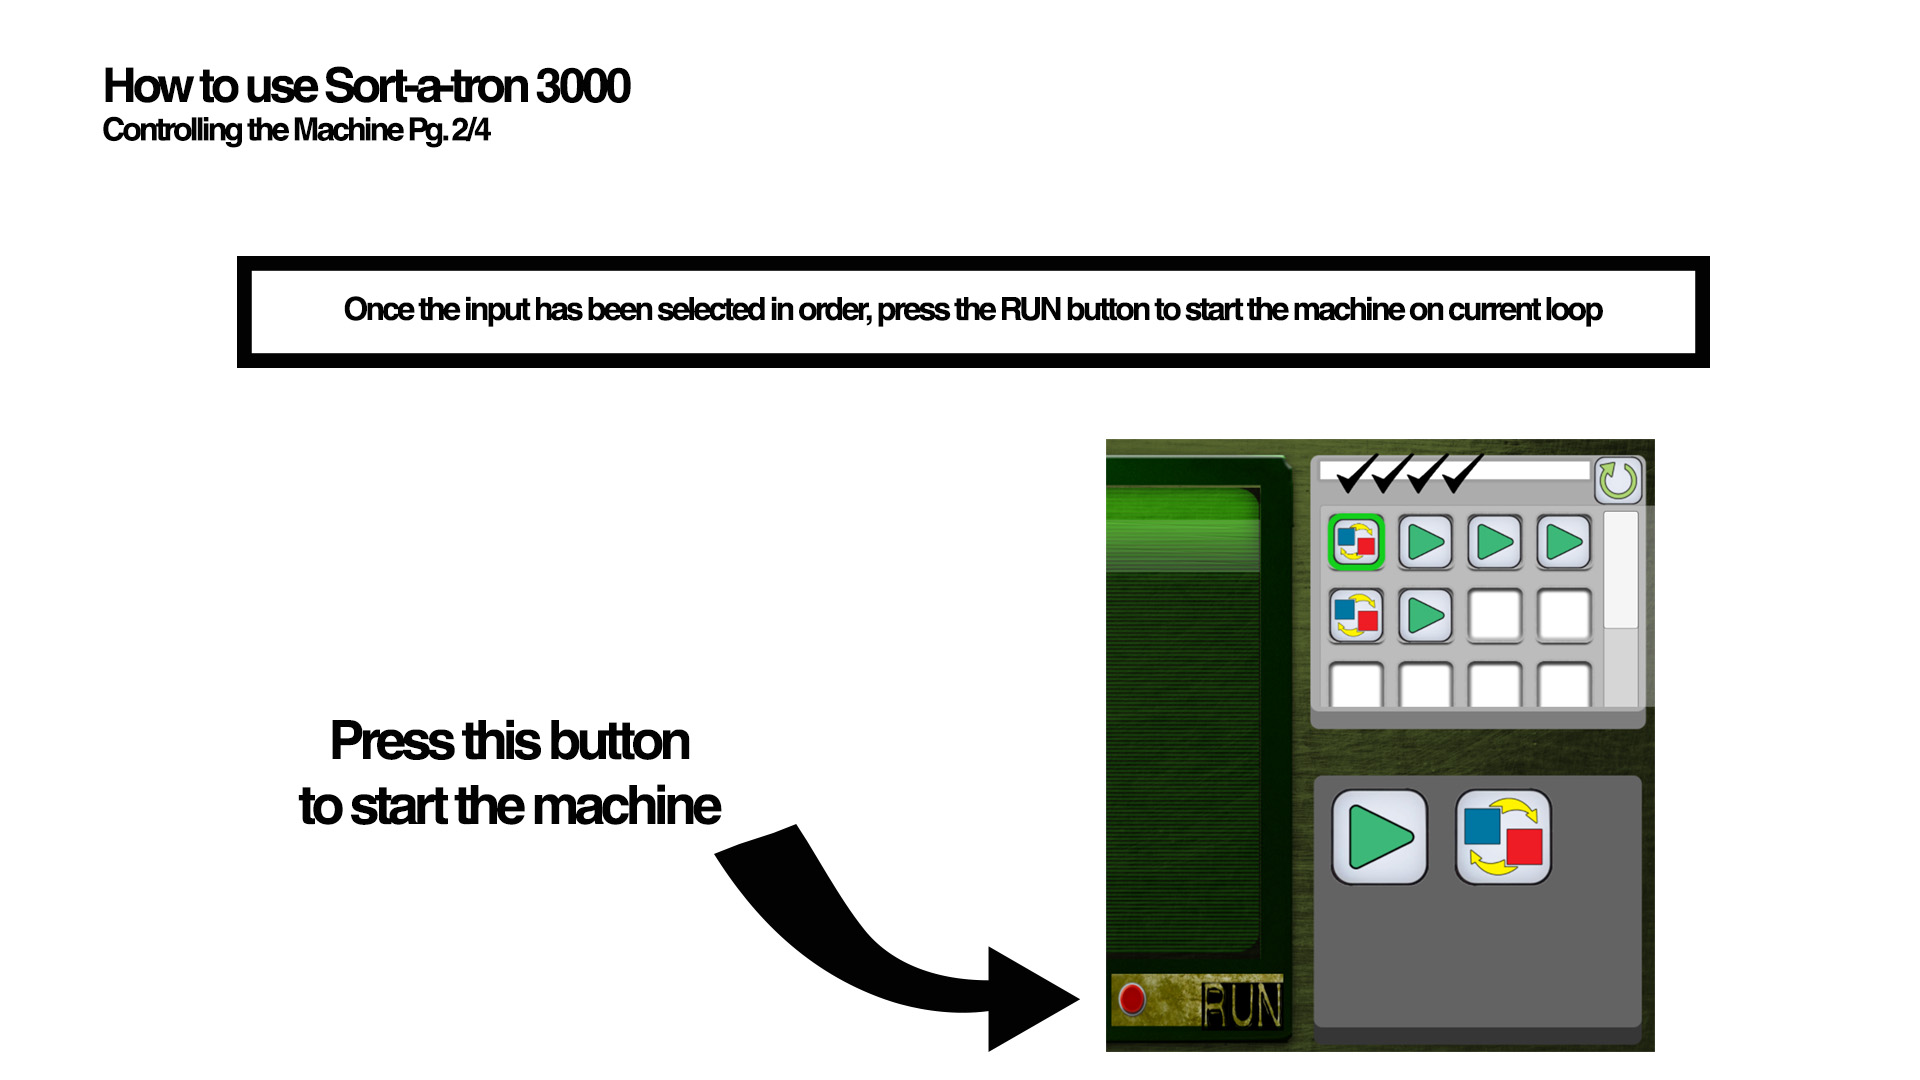 How to use Sort-a-tron 3000
Controlling the Machine Pg. 2/4
Once the input has been selected in order, press the RUN button to start the machine on current loop
Press this button
to start the machine
RUN